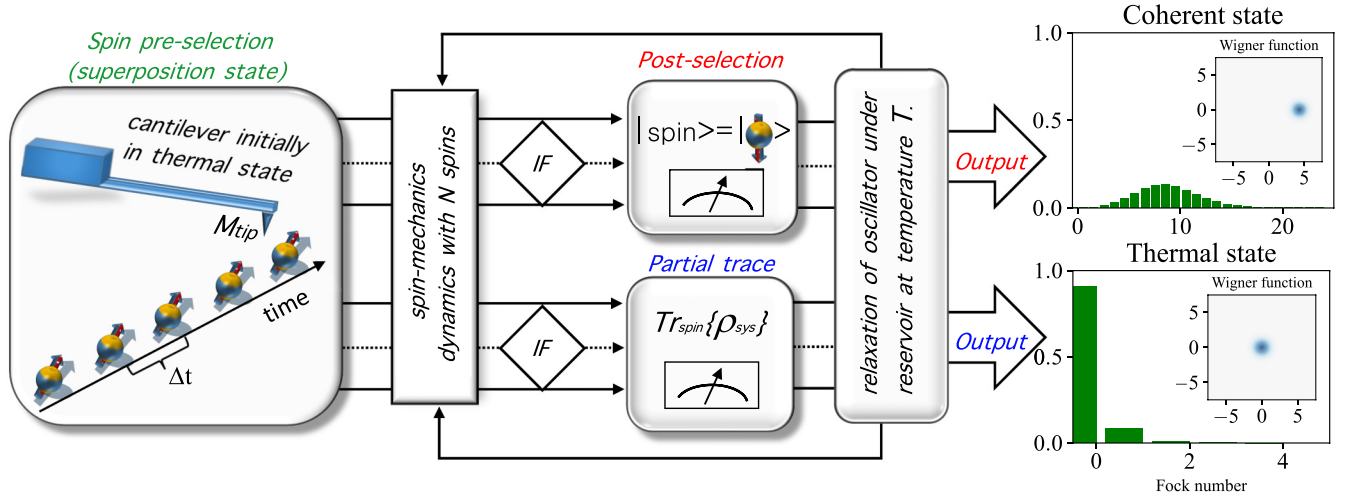 Spin pre-selection
(superposition state)
cantilever initially
in thermal state
Mtip
time
Δt
spin-mechanics
dynamics with N spins
IF
IF
Post-selection
|spin>=| >
Partial trace
Trspin{ρsys}
relaxation of oscillator under
reservoir at temperature T.
Output
Output
Coherent state
1.0
0.5
0.0
0
10
20
Wigner function
5
0
−5
−5
0
5
Thermal state
1.0
0.5
0.0
0
2
4
Fock number
Wigner function
5
0
−5
−5
0
5